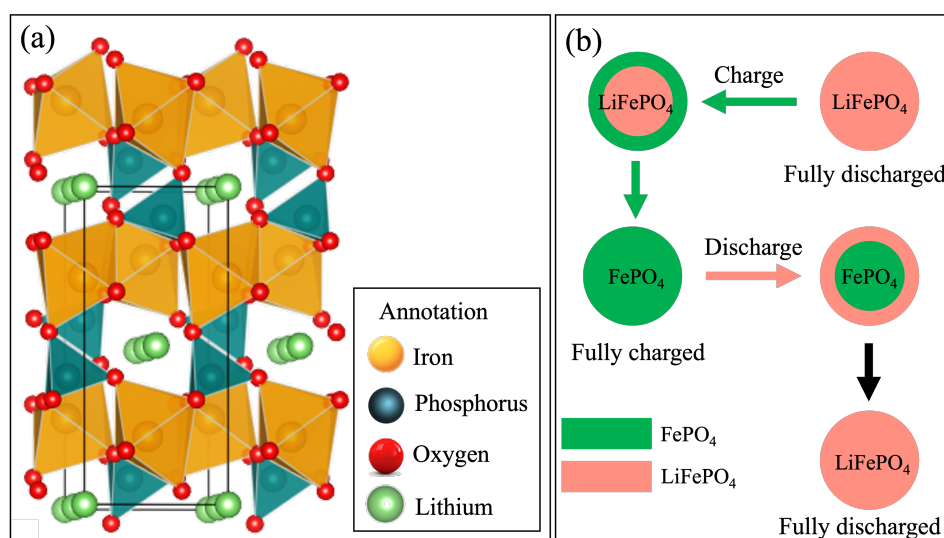 (a)
Annotation
Iron
Phosphorus
Oxygen
Lithium
(b)
LiFePO₄
Charge
LiFePO₄
Fully discharged
FePO₄
Discharge
FePO₄
Fully charged
FePO₄
LiFePO₄
LiFePO₄
Fully discharged